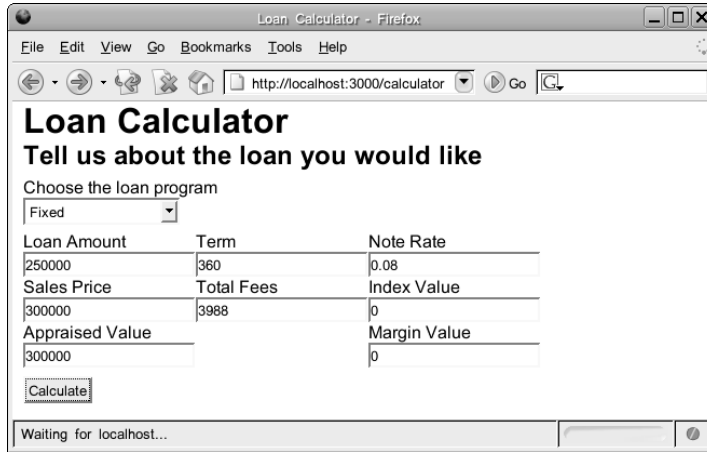 Loan Calculator - Firefox
File Edit View Go Bookmarks Tools Help
http://localhost:3000/calculator Go G
Loan Calculator
Tell us about the loan you would like
Choose the loan program
Fixed
Loan Amount Term Note Rate
250000 360 0.08
Sales Price Total Fees Index Value
300000 3988 0
Appraised Value Margin Value
300000 0
Calculate
Waiting for localhost...